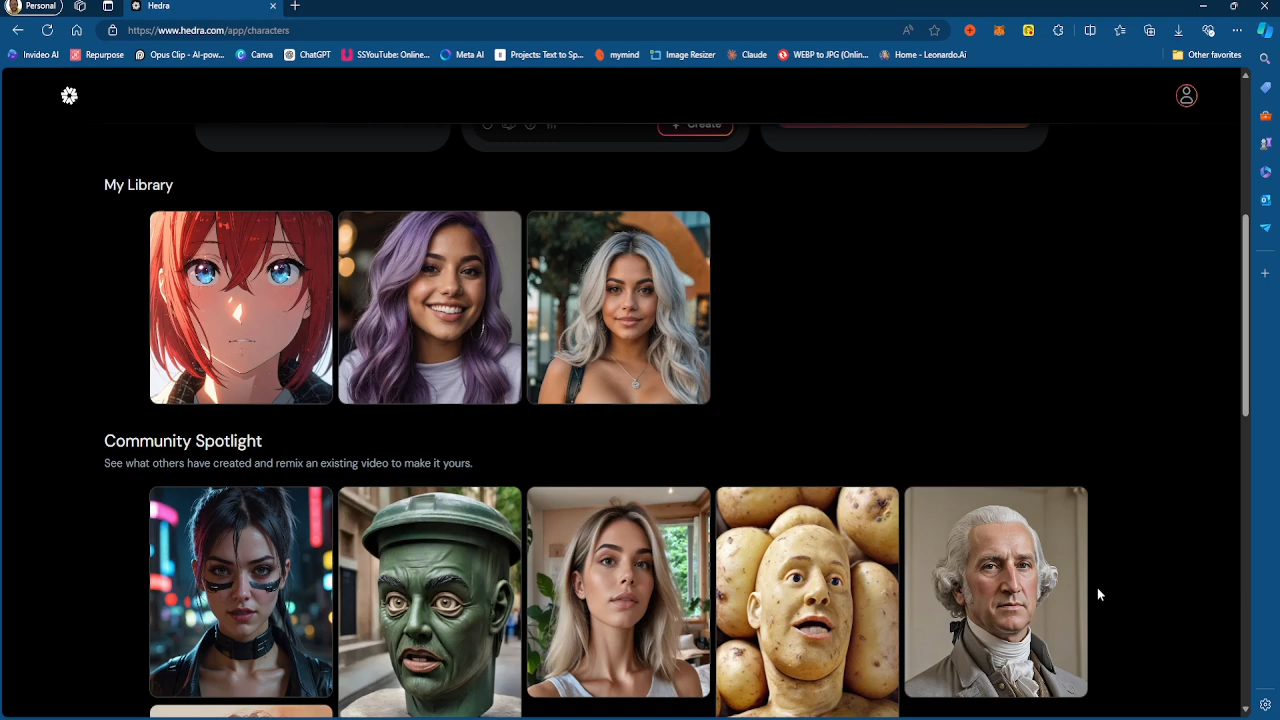 Personal
Hedra
https://www.hedra.com/app/characters
Invideo AI
Repurpose
Opus Clip - AI-pow...
Canva
ChatGPT
SSYouTube: Online...
Meta AI
Projects: Text to Sp...
mymind
Image Resizer
Claude
WEBP to JPG (Onlin...
Home - Leonardo.Ai
Other favorites
Create
My Library
Community Spotlight
See what others have created and remix an existing video to make it yours.